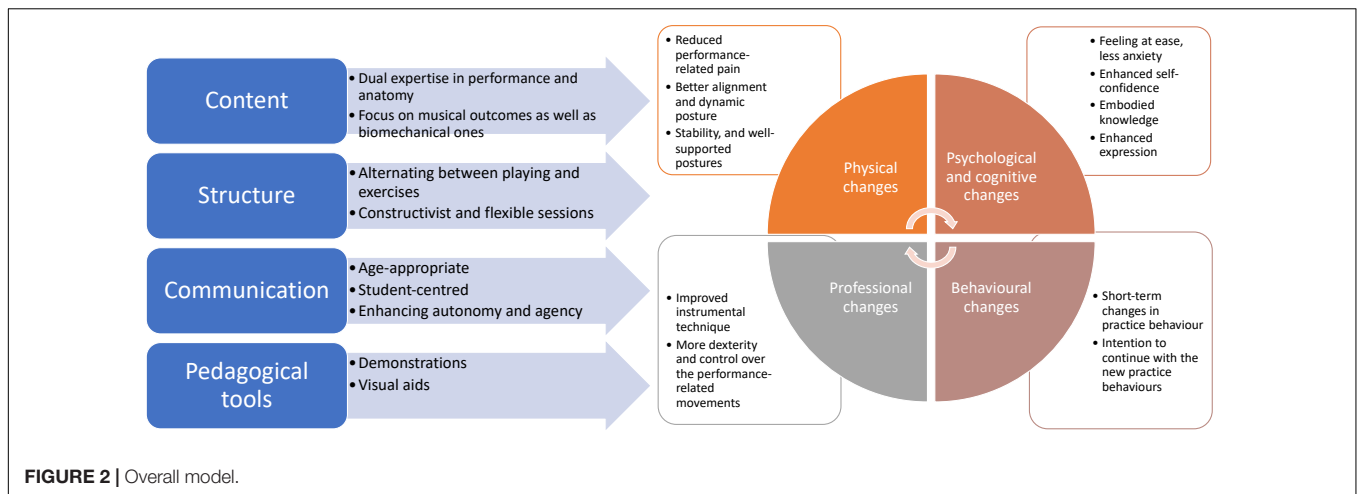 Content
• Dual expertise in performance and
anatomy
• Focus on musical outcomes as well as
biomechanical ones
Structure
• Alternating between playing and
exercises
• Constructivist and flexible sessions
Communication
• Age-appropriate
• Student-centred
• Enhancing autonomy and agency
Pedagogical
tools
• Demonstrations
• Visual aids
• Reduced
performance-
related pain
• Better alignment
and dynamic
posture
• Stability, and well-
supported
postures
Physical
changes
Psychological
and cognitive
changes
• Feeling at ease,
less anxiety
• Enhanced self-
confidence
• Embodied
knowledge
• Enhanced
expression
• Improved
instrumental
technique
• More dexterity
and control over
the performance-
related
movements
Professional
changes
Behavioural
changes
• Short-term
changes in
practice behaviour
• Intention to
continue with the
new practice
behaviours
FIGURE 2 | Overall model.